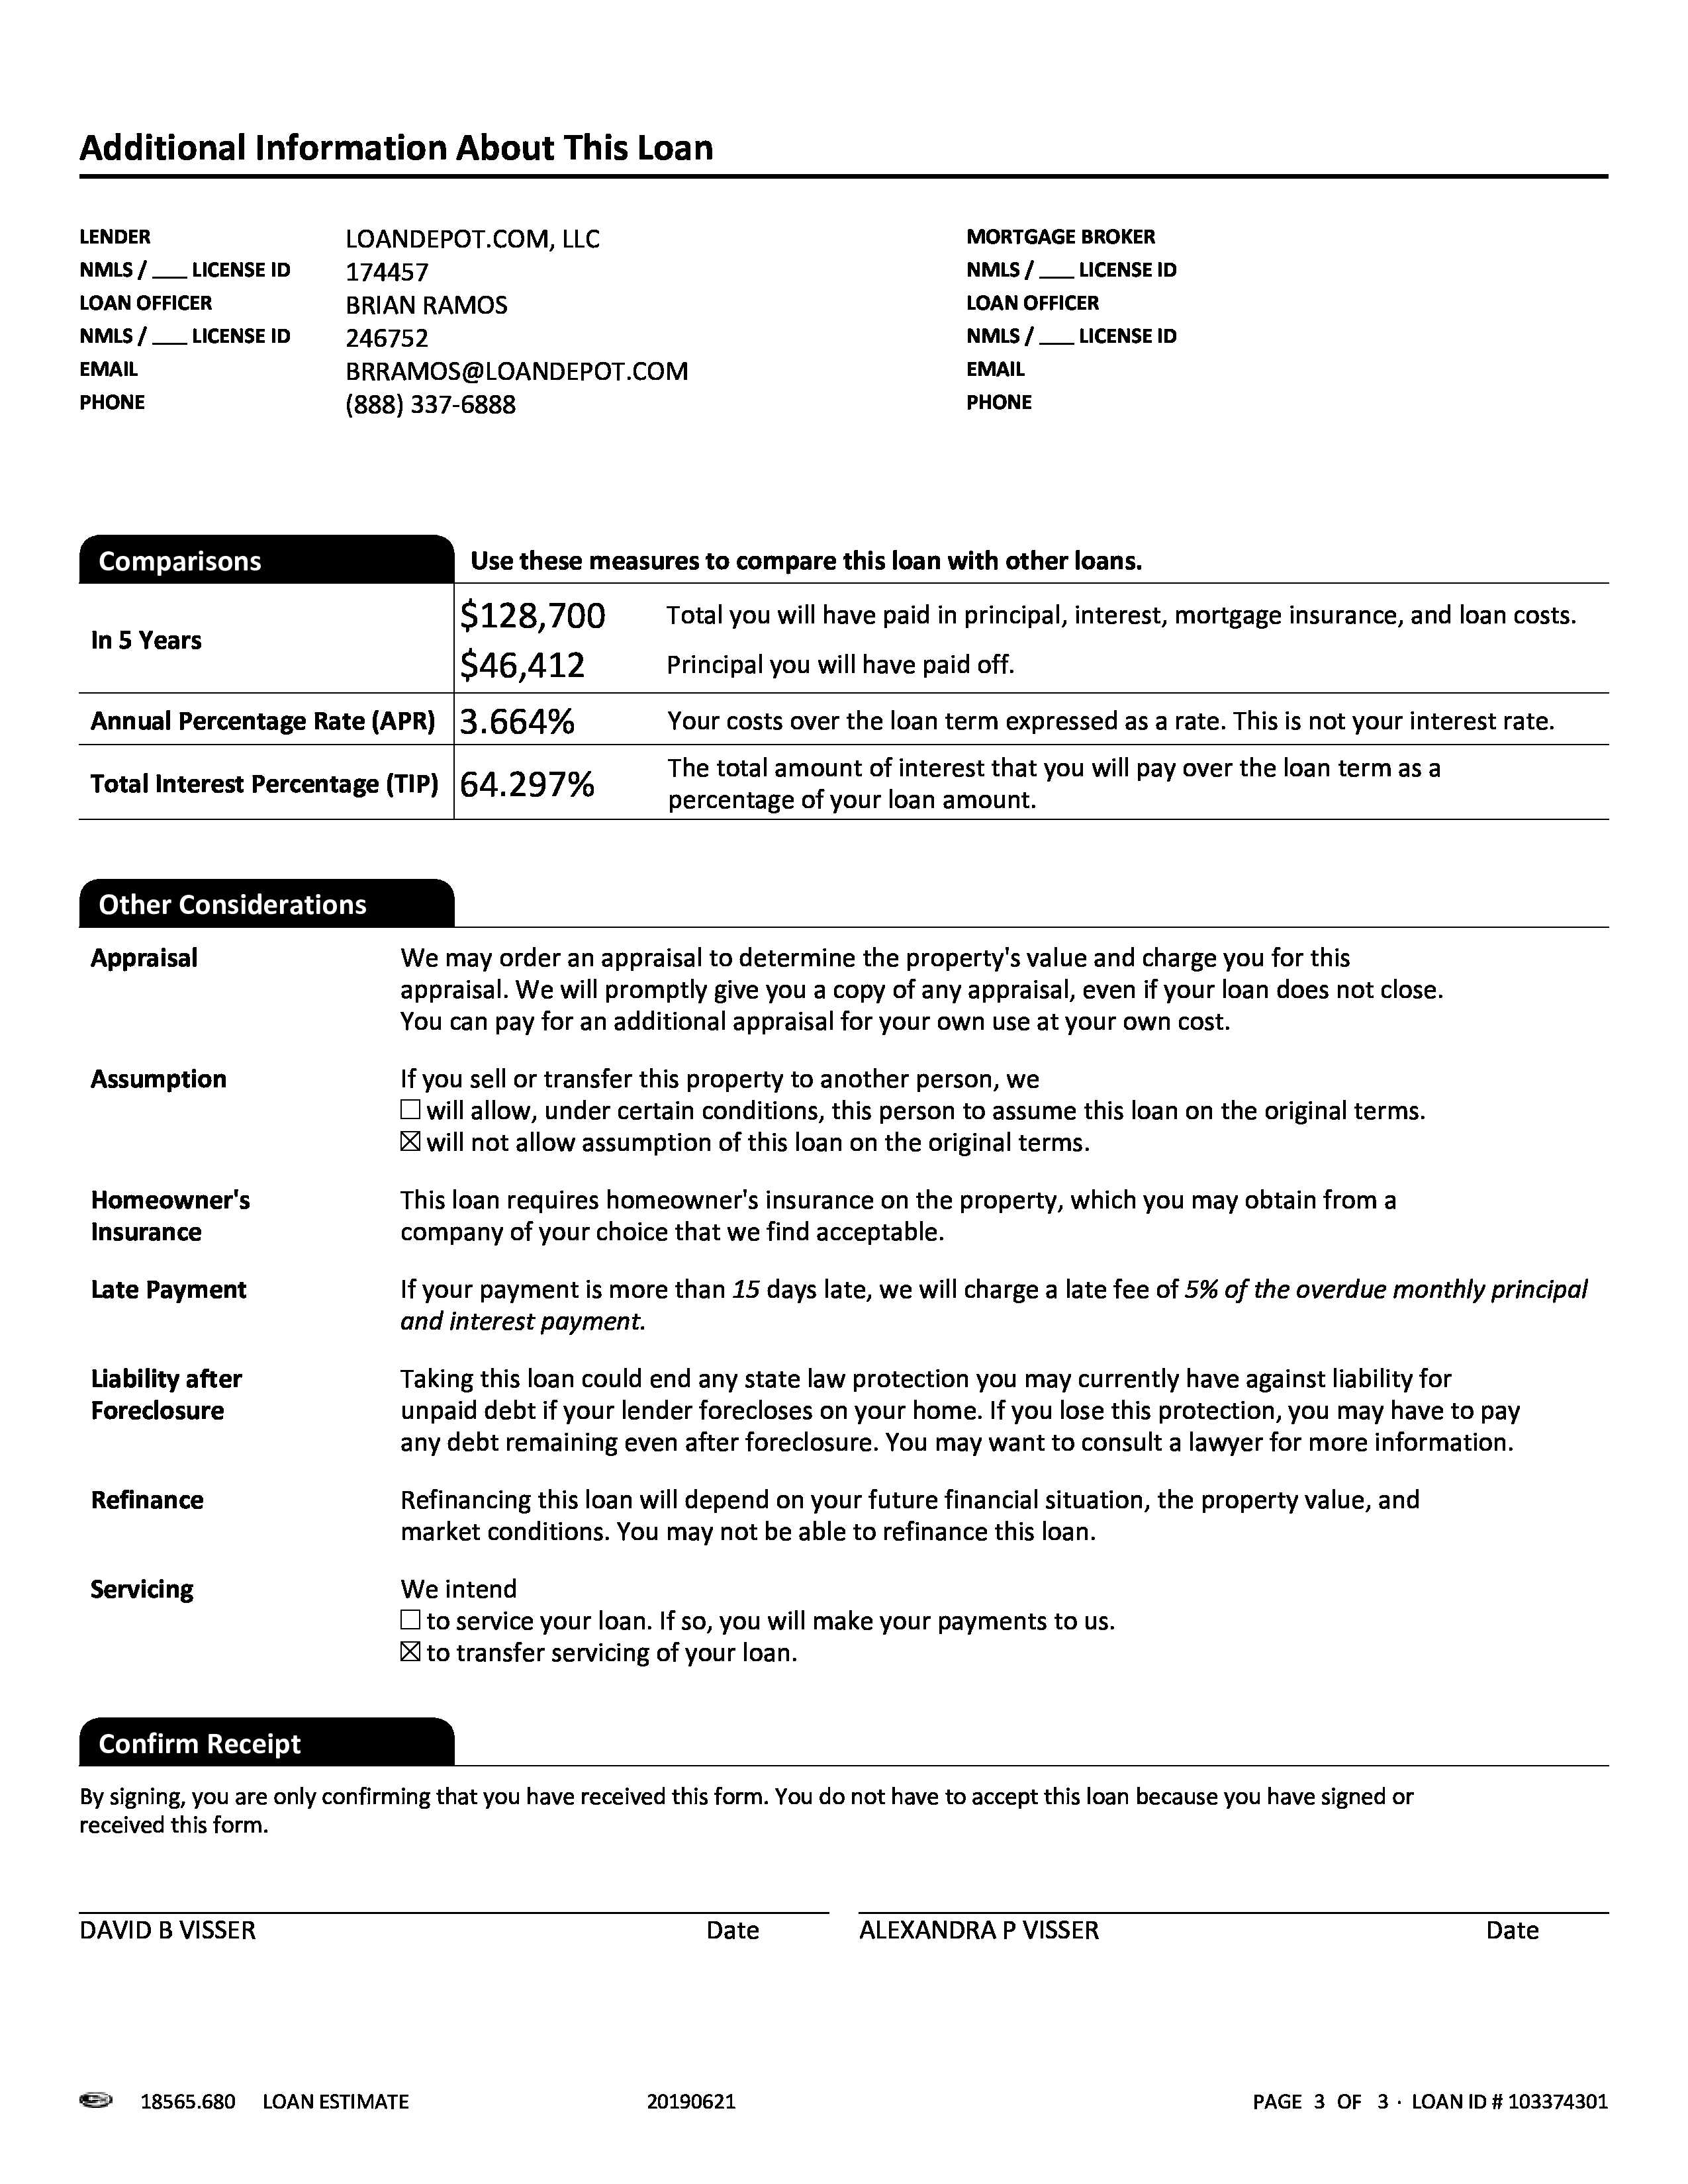 Additional Information About This Loan
LENDER LOANDEPOT.COM, LLC MORTGAGE BROKER
NMLS / ___ LICENSE ID 174457 NMLS / ___ LICENSE ID
LOAN OFFICER BRIAN RAMOS LOAN OFFICER
NMLS / ___ LICENSE ID 246752 NMLS / ___ LICENSE ID
EMAIL BRRAMOS@LOANDEPOT.COM EMAIL
PHONE (888) 337-6888 PHONE
Comparisons Use these measures to compare this loan with other loans.
In 5 Years
$128,700 Total you will have paid in principal, interest, mortgage insurance, and loan costs.
$46,412 Principal you will have paid off.
Annual Percentage Rate (APR) 3.664% Your costs over the loan term expressed as a rate. This is not your interest rate.
Total Interest Percentage (TIP) 64.297% The total amount of interest that you will pay over the loan term as a
percentage of your loan amount.
Other Considerations
Appraisal We may order an appraisal to determine the property's value and charge you for this
appraisal. We will promptly give you a copy of any appraisal, even if your loan does not close.
You can pay for an additional appraisal for your own use at your own cost.
Assumption If you sell or transfer this property to another person, we
☐ will allow, under certain conditions, this person to assume this loan on the original terms.
☒ will not allow assumption of this loan on the original terms.
Homeowner's This loan requires homeowner's insurance on the property, which you may obtain from a
Insurance company of your choice that we find acceptable.
Late Payment If your payment is more than 15 days late, we will charge a late fee of 5% of the overdue monthly principal
and interest payment.
Liability after Taking this loan could end any state law protection you may currently have against liability for
Foreclosure unpaid debt if your lender forecloses on your home. If you lose this protection, you may have to pay
any debt remaining even after foreclosure. You may want to consult a lawyer for more information.
Refinance Refinancing this loan will depend on your future financial situation, the property value, and
market conditions. You may not be able to refinance this loan.
Servicing We intend
☐ to service your loan. If so, you will make your payments to us.
☒ to transfer servicing of your loan.
Confirm Receipt
By signing, you are only confirming that you have received this form. You do not have to accept this loan because you have signed or
received this form.
DAVID B VISSER Date ALEXANDRA P VISSER Date
18565.680 LOAN ESTIMATE 20190621 PAGE 3 OF 3 · LOAN ID # 103374301